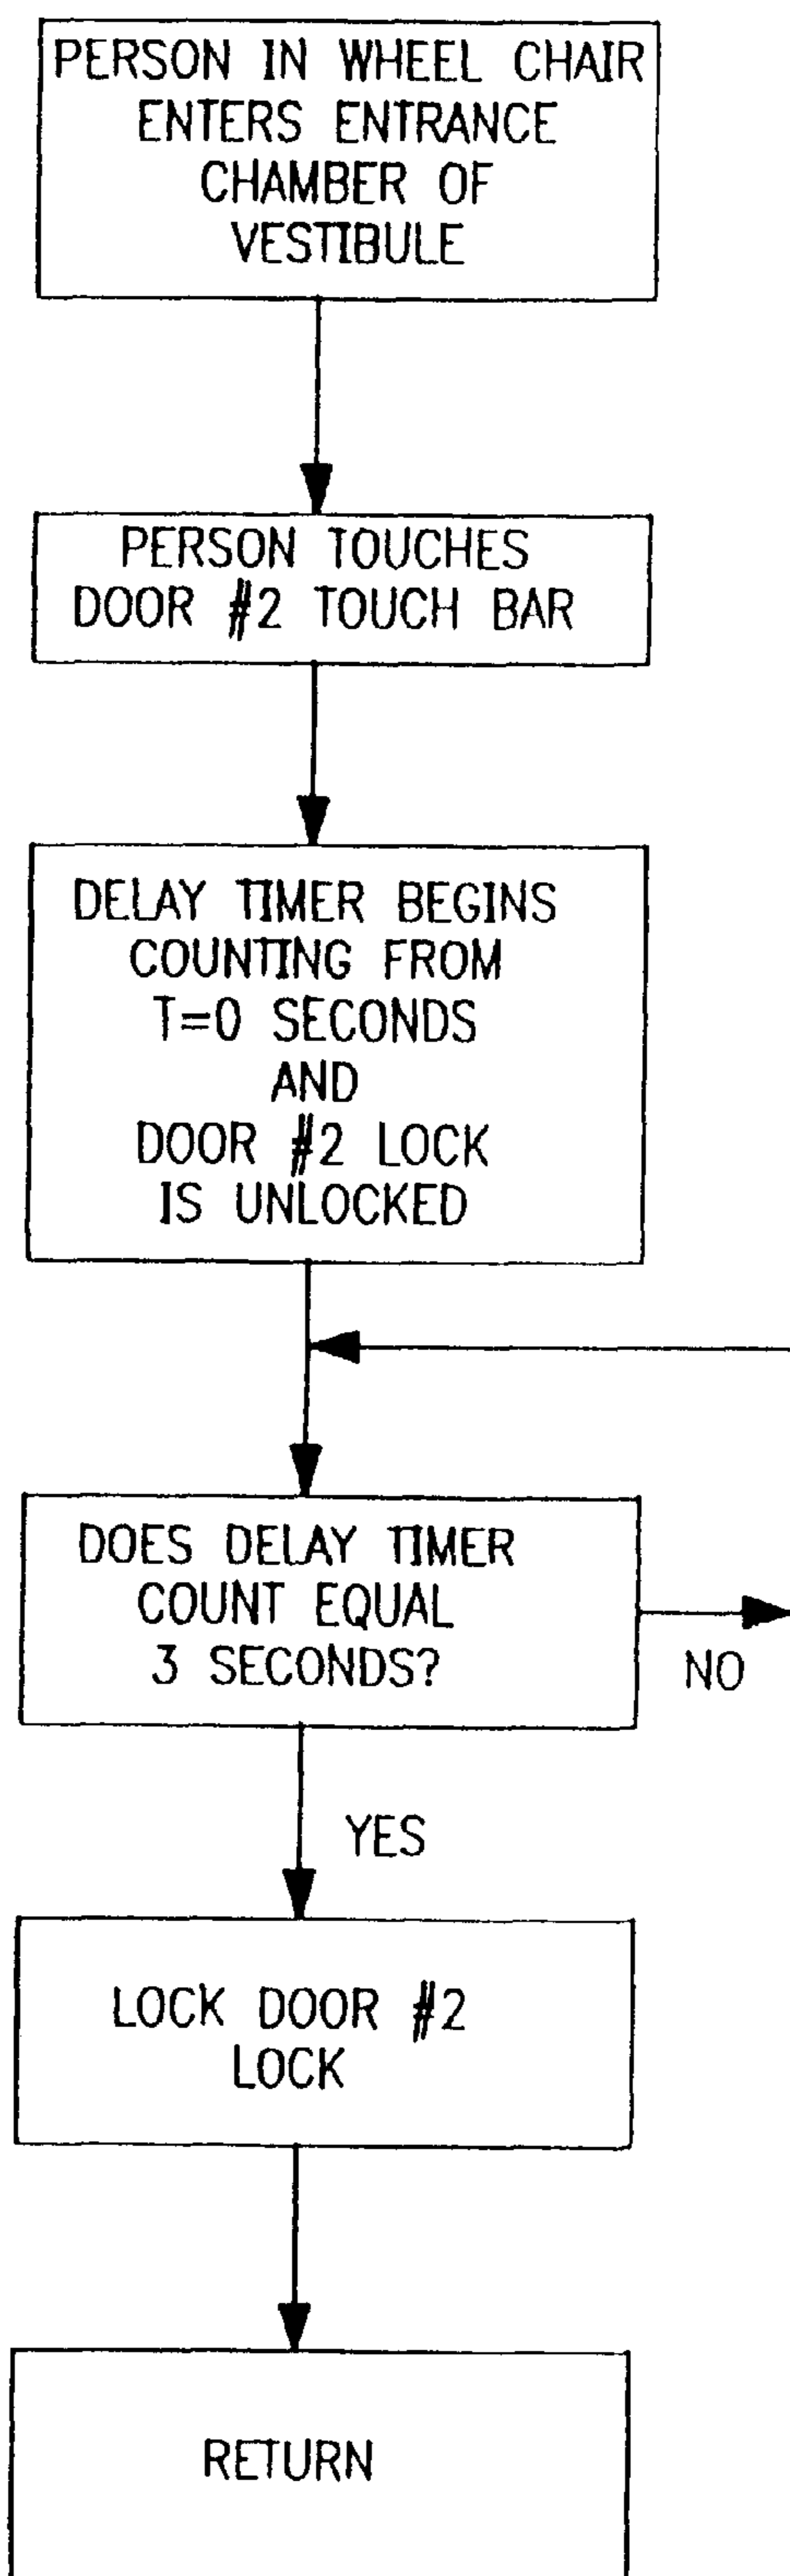 PERSON IN WHEEL CHAIR
ENTERS ENTRANCE
CHAMBER OF
VESTIBULE
PERSON TOUCHES
DOOR #2 TOUCH BAR
DELAY TIMER BEGINS
COUNTING FROM
T=0 SECONDS
AND
DOOR #2 LOCK
IS UNLOCKED
DOES DELAY TIMER
COUNT EQUAL
3 SECONDS?
NO
YES
LOCK DOOR #2
LOCK
RETURN